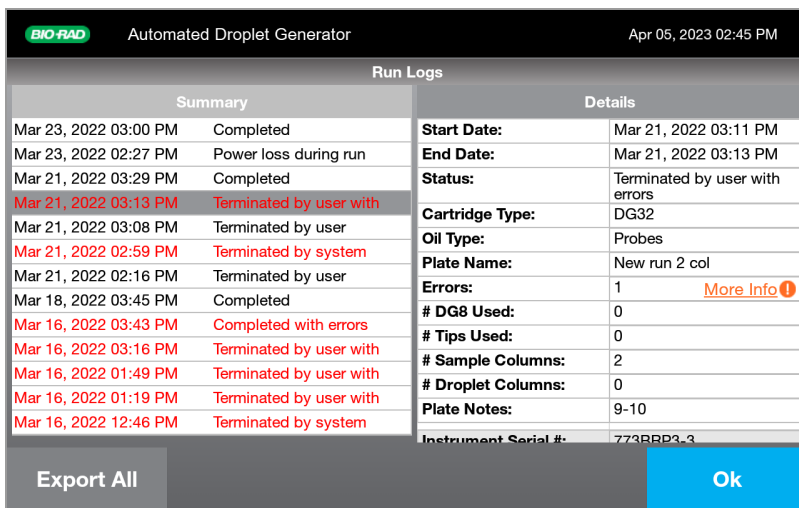 BIO-RAD Automated Droplet Generator Apr 05, 2023 02:45 PM
Run Logs
Summary
Mar 23, 2022 03:00 PM Completed
Mar 23, 2022 02:27 PM Power loss during run
Mar 21, 2022 03:29 PM Completed
Mar 21, 2022 03:13 PM Terminated by user with
Mar 21, 2022 03:08 PM Terminated by user
Mar 21, 2022 02:59 PM Terminated by system
Mar 21, 2022 02:16 PM Terminated by user
Mar 18, 2022 03:45 PM Completed
Mar 16, 2022 03:43 PM Completed with errors
Mar 16, 2022 03:16 PM Terminated by user with
Mar 16, 2022 01:49 PM Terminated by user with
Mar 16, 2022 01:19 PM Terminated by user with
Mar 16, 2022 12:46 PM Terminated by system
Details
Start Date: Mar 21, 2022 03:11 PM
End Date: Mar 21, 2022 03:13 PM
Status: Terminated by user with
errors
Cartridge Type: DG32
Oil Type: Probes
Plate Name: New run 2 col
Errors: 1 More Info !
# DG8 Used: 0
# Tips Used: 0
# Sample Columns: 2
# Droplet Columns: 0
Plate Notes: 9-10
Instrument Serial #: 773BRP3-3
Export All
Ok